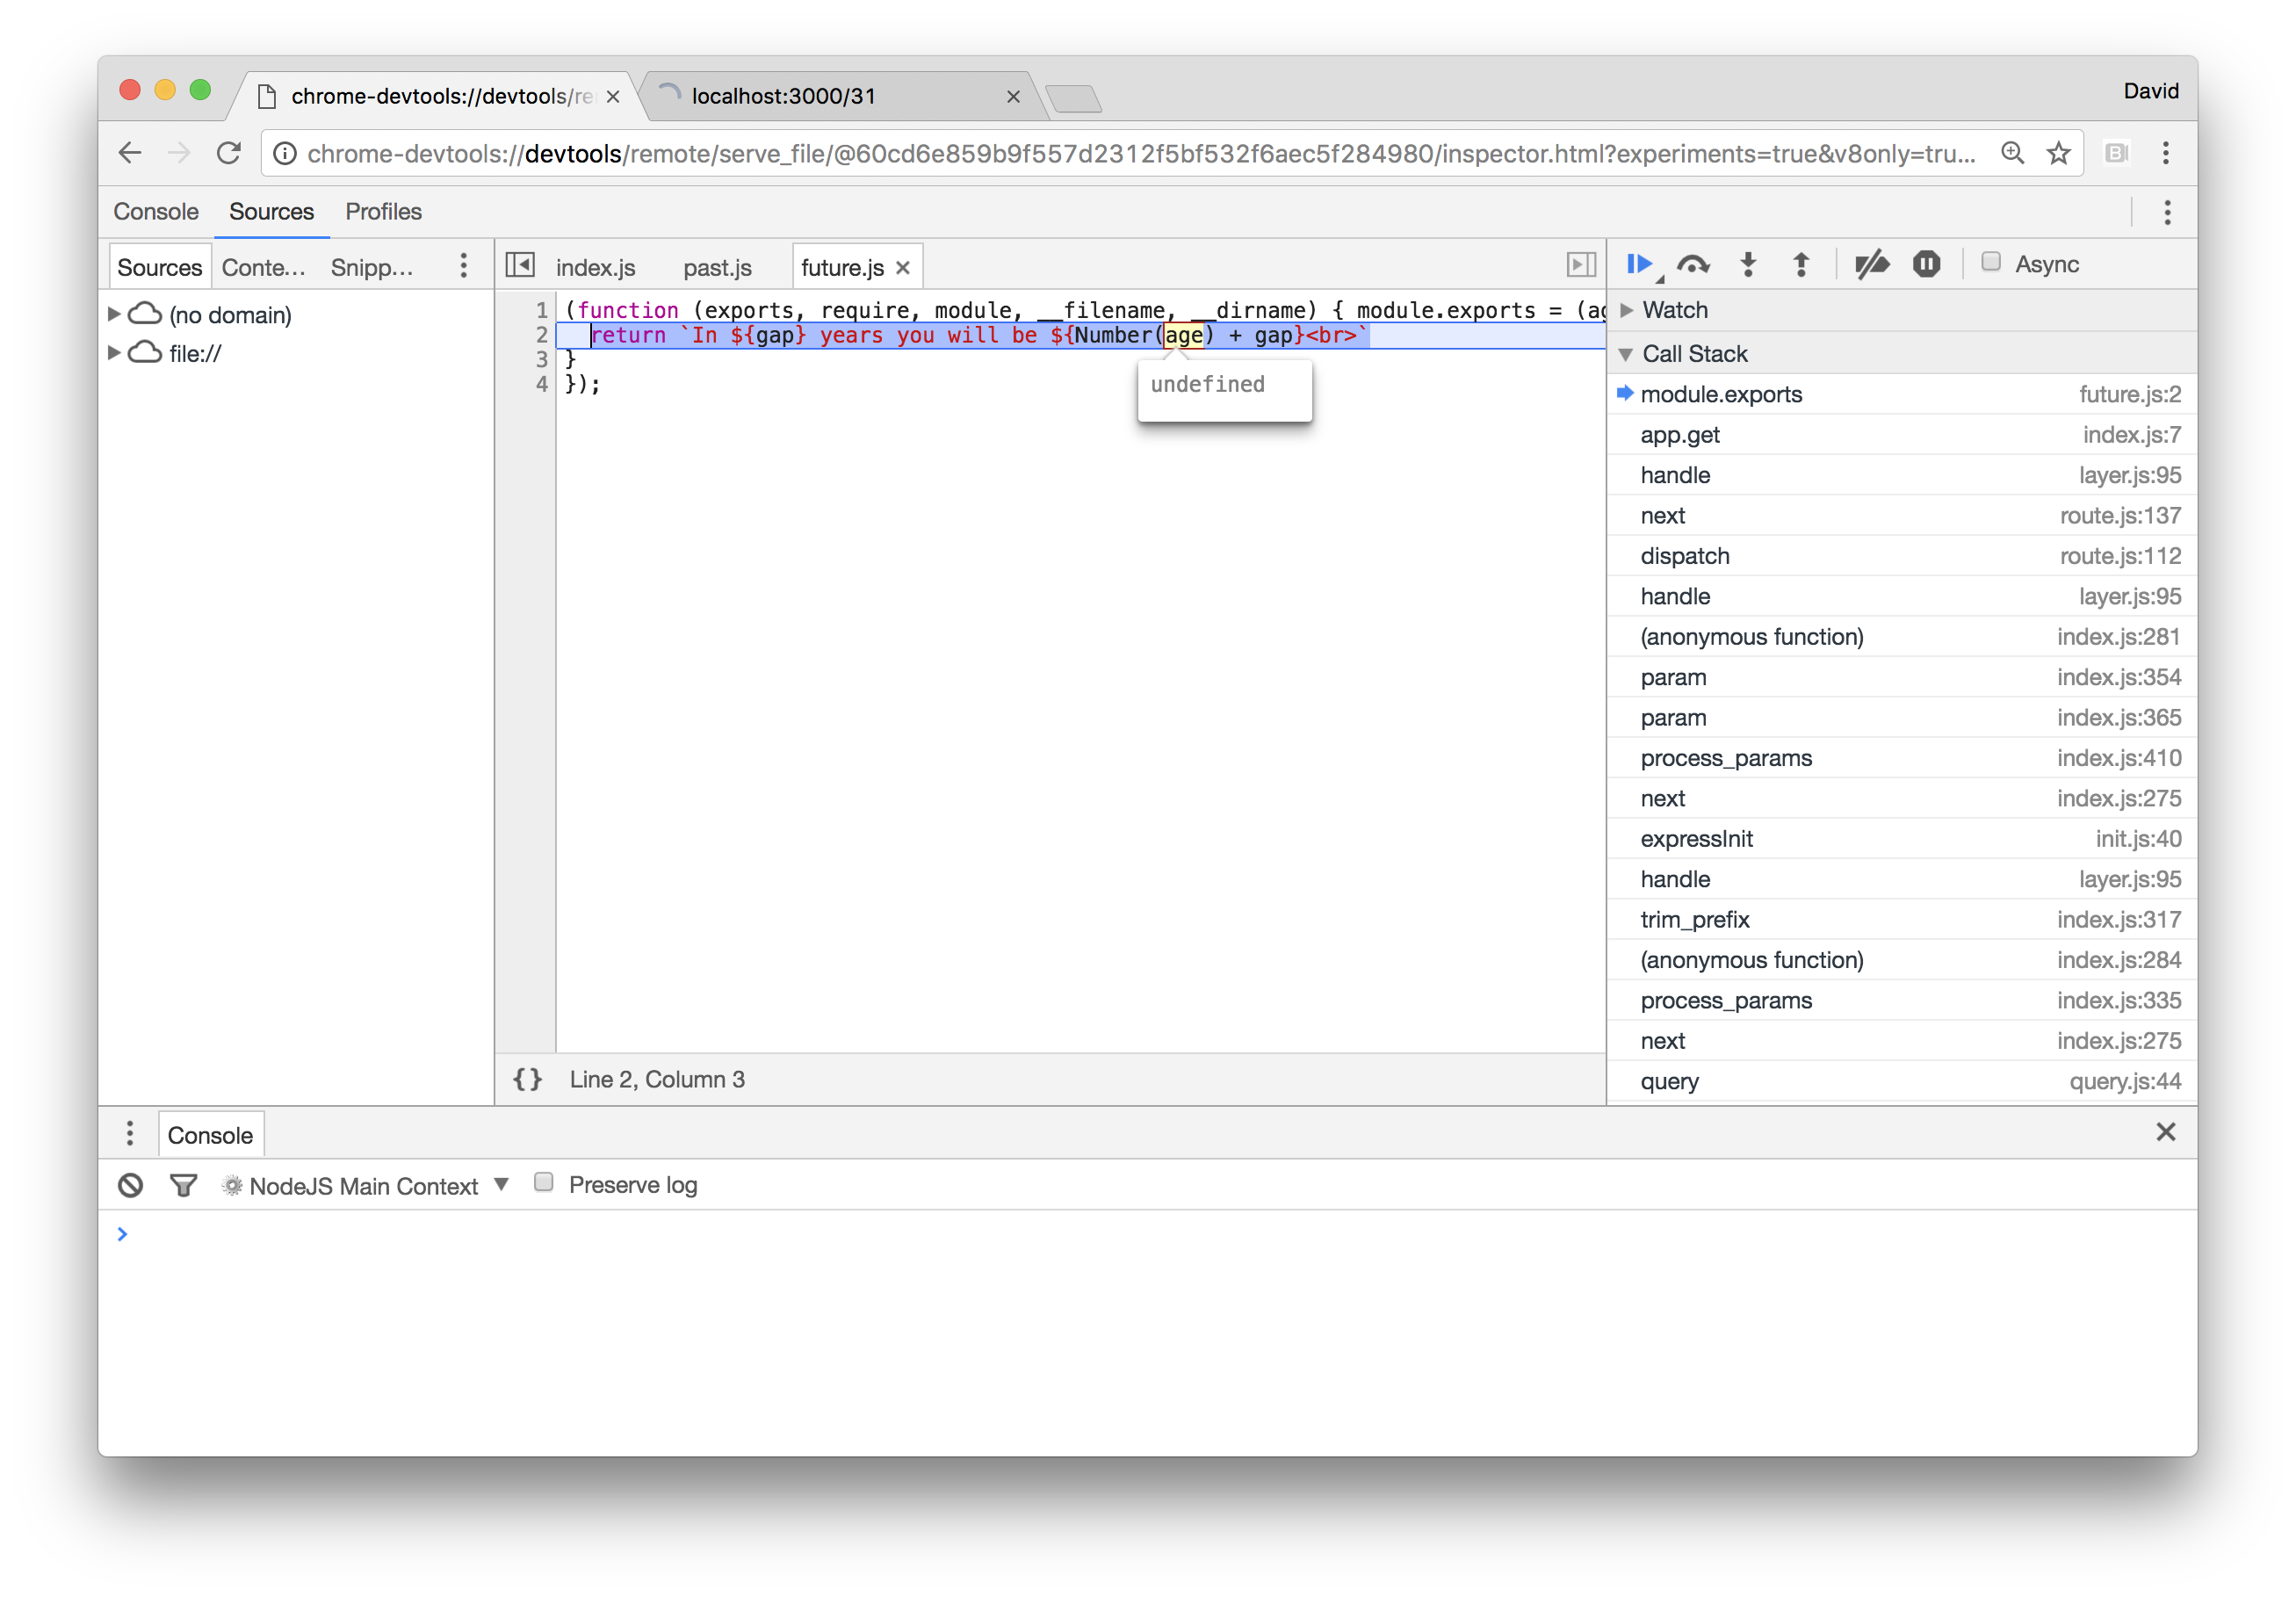 chrome-devtools://devtools/re
localhost:3000/31
David
chrome-devtools://devtools/remote/serve_file/@60cd6e859b9f557d2312f5bf532f6aec5f284980/inspector.html?experiments=true&v8only=tru...
Console Sources Profiles
Sources Conte... Snipp...
(no domain)
file://
index.js past.js future.js
1 (function (exports, require, module, __filename, __dirname) { module.exports = (ag
2 return `In ${gap} years you will be ${Number(age) + gap}<br>`
3 }
4 });
undefined
Line 2, Column 3
Async
Watch
Call Stack
module.exports future.js:2
app.get index.js:7
handle layer.js:95
next route.js:137
dispatch route.js:112
handle layer.js:95
(anonymous function) index.js:281
param index.js:354
param index.js:365
process_params index.js:410
next index.js:275
expressInit init.js:40
handle layer.js:95
trim_prefix index.js:317
(anonymous function) index.js:284
process_params index.js:335
next index.js:275
query query.js:44
Console
NodeJS Main Context Preserve log